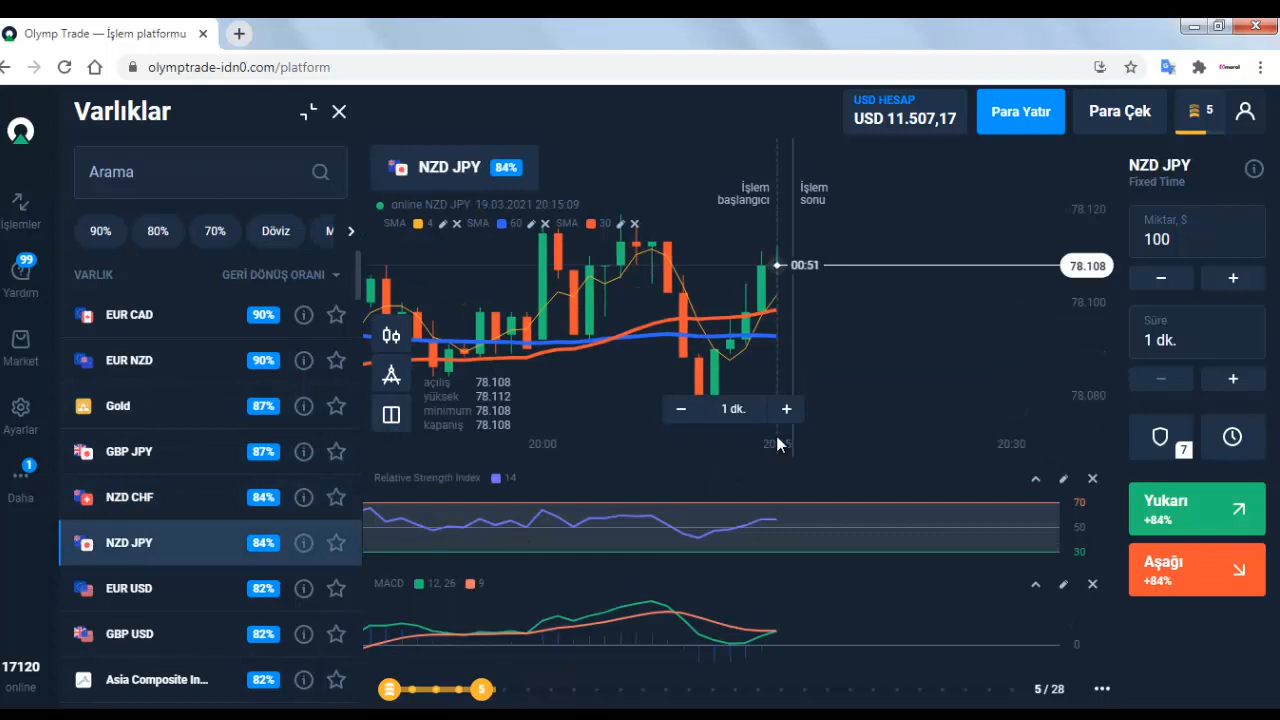 Olymp Trade — İşlem platformu
olymptrade-idn0.com/platform
Varlıklar
USD HESAP
USD 11.507,17
Para Yatır
Para Çek
5
Arama
90%
80%
70%
Döviz
VARLIK
GERİ DÖNÜŞ ORANI
EUR CAD 90%
EUR NZD 90%
Gold 87%
GBP JPY 87%
NZD CHF 84%
NZD JPY 84%
EUR USD 82%
GBP USD 82%
Asia Composite In... 82%
İşlemler
99
Yardım
Market
Ayarlar
1
Daha
17120
online
NZD JPY 84%
online NZD JPY 19.03.2021 20:15:09
SMA 4 SMA 60 SMA 30
İşlem
başlangıcı
İşlem
sonu
00:51
78.120
78.108
78.100
78.080
açılış 78.108
yüksek 78.112
minimum 78.108
kapanış 78.108
1 dk.
20:00
20:30
Relative Strength Index 14
70
50
30
MACD 12, 26 9
0
5
5 / 28
NZD JPY
Fixed Time
Miktar, $
100
Süre
1 dk.
7
Yukarı
+84%
Aşağı
+84%